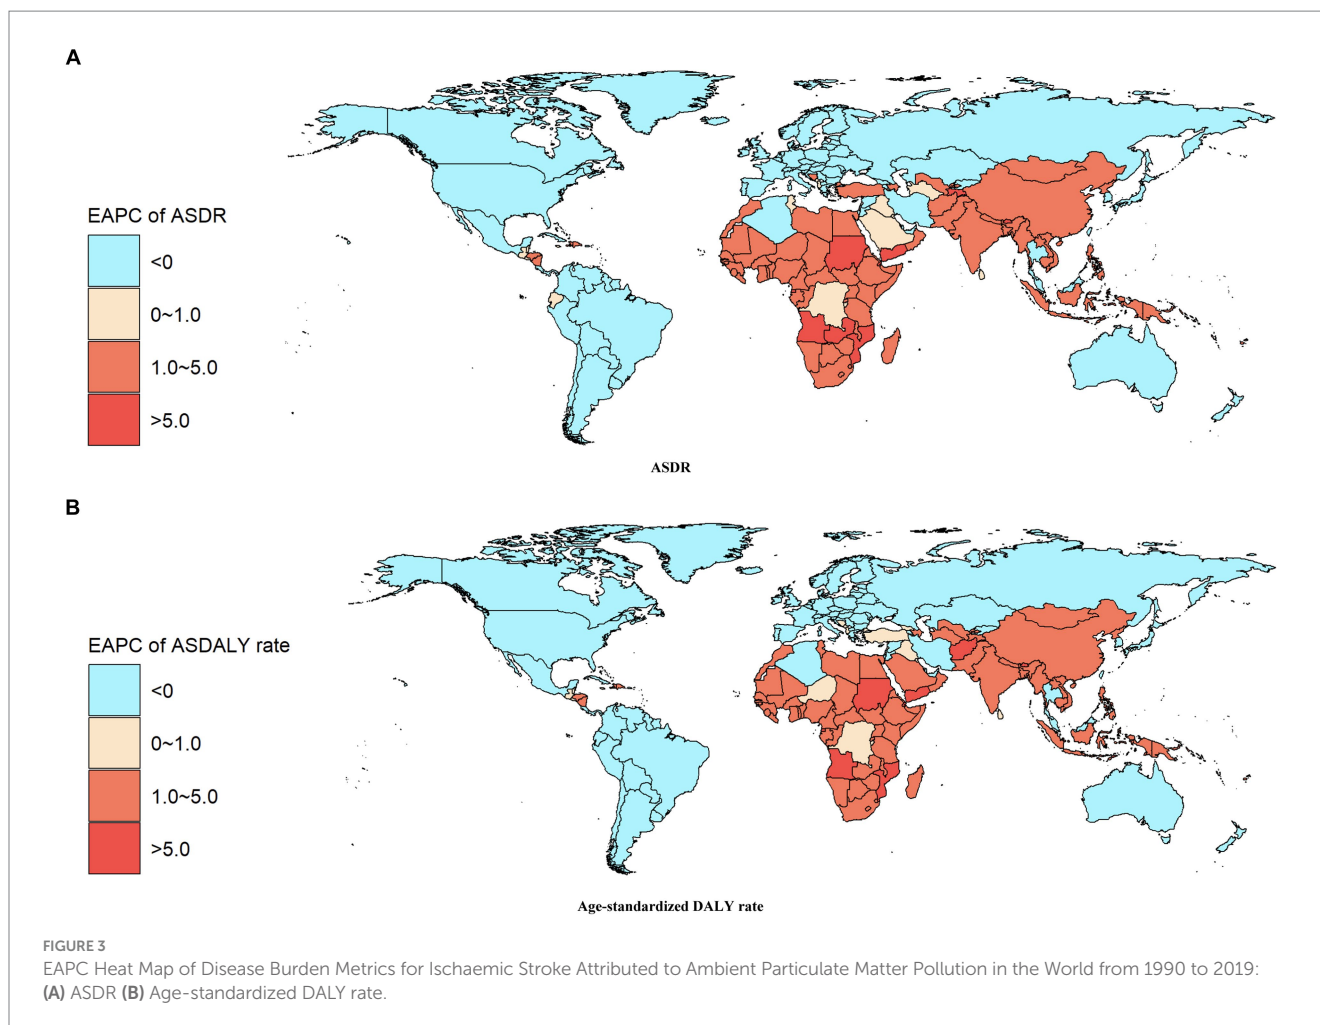 A
EAPC of ASDR
<0
0~1.0
1.0~5.0
>5.0
ASDR
B
EAPC of ASDALY rate
<0
0~1.0
1.0~5.0
>5.0
Age-standardized DALY rate
FIGURE 3
EAPC Heat Map of Disease Burden Metrics for Ischaemic Stroke Attributed to Ambient Particulate Matter Pollution in the World from 1990 to 2019:
(A) ASDR (B) Age-standardized DALY rate.